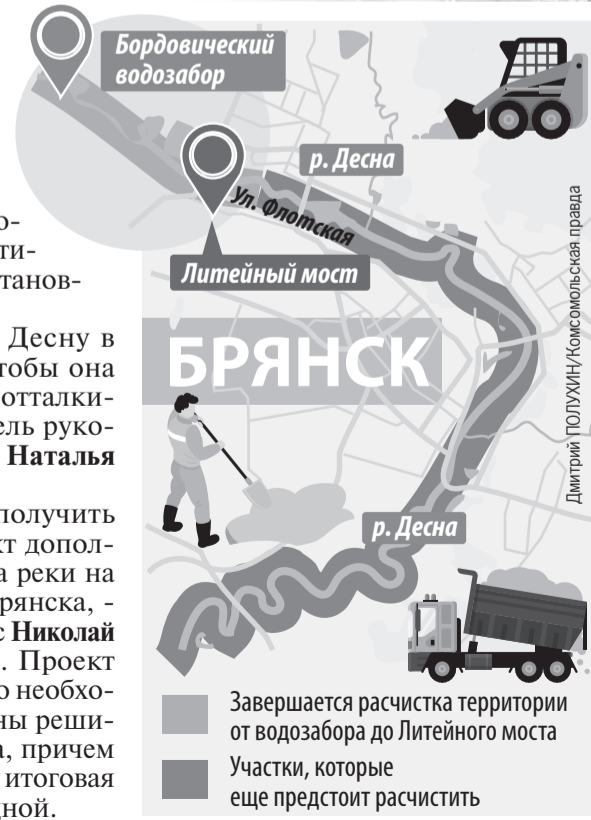 о-
ти-
танов-
Десну в
тобы она
отталки-
ель руко-
Наталья
получить
кт допол-
а реки на
рянска, -
с Николай
. Проект
о необхо-
ны реши-
а, причем
итоговая
дной.
Бордовический
водозабор
р. Десна
Ул. Флотская
Литейный мост
БРЯНСК
р. Десна
Дмитрий ПОЛУХИН/Комсомольская правда
Завершается расчистка территории
от водозабора до Литейного моста
Участки, которые
еще предстоит расчистить